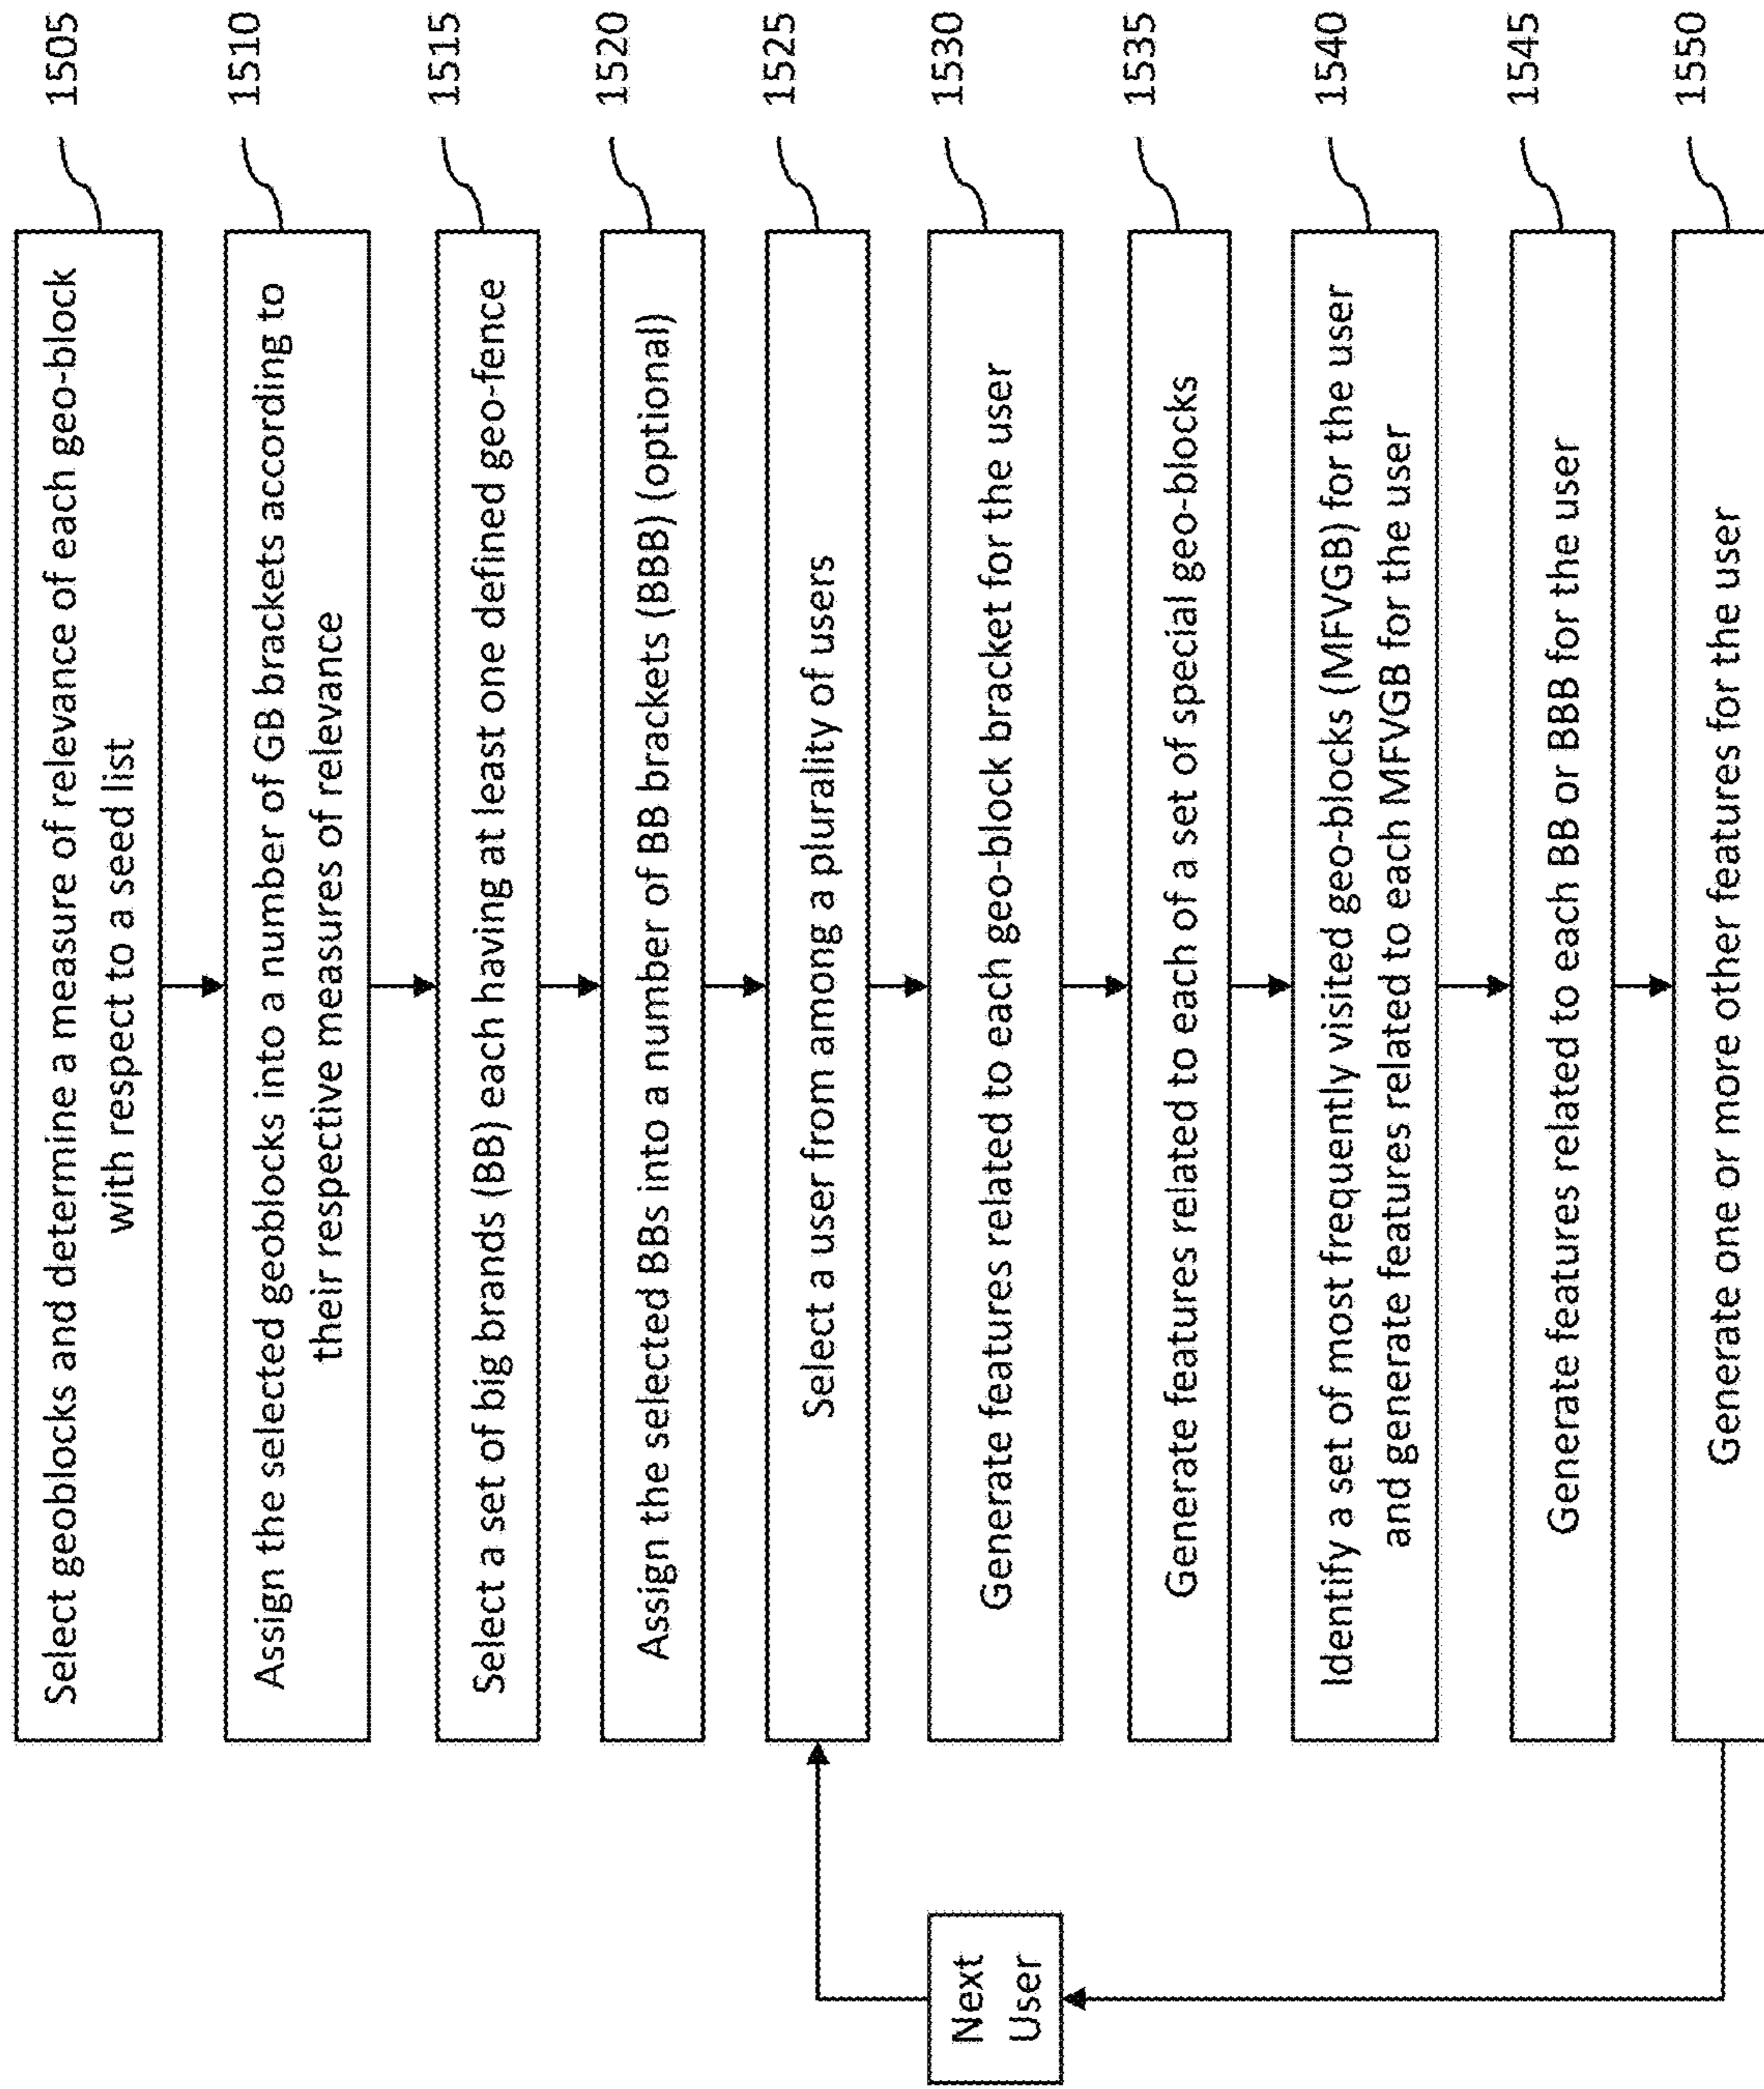 Select geoblocks and determine a measure of relevance of each geo-block
with respect to a seed list
1505
Assign the selected geoblocks into a number of GB brackets according to
their respective measures of relevance
1510
Select a set of big brands (BB) each having at least one defined geo-fence
1515
Assign the selected BBs into a number of BB brackets (BBB) (optional)
1520
Select a user from among a plurality of users
1525
Generate features related to each geo-block bracket for the user
1530
Generate features related to each of a set of special geo-blocks
1535
Identify a set of most frequently visited geo-blocks (MFVGB) for the user
and generate features related to each MFVGB for the user
1540
Generate features related to each BB or BBB for the user
1545
Generate one or more other features for the user
1550
Next
User